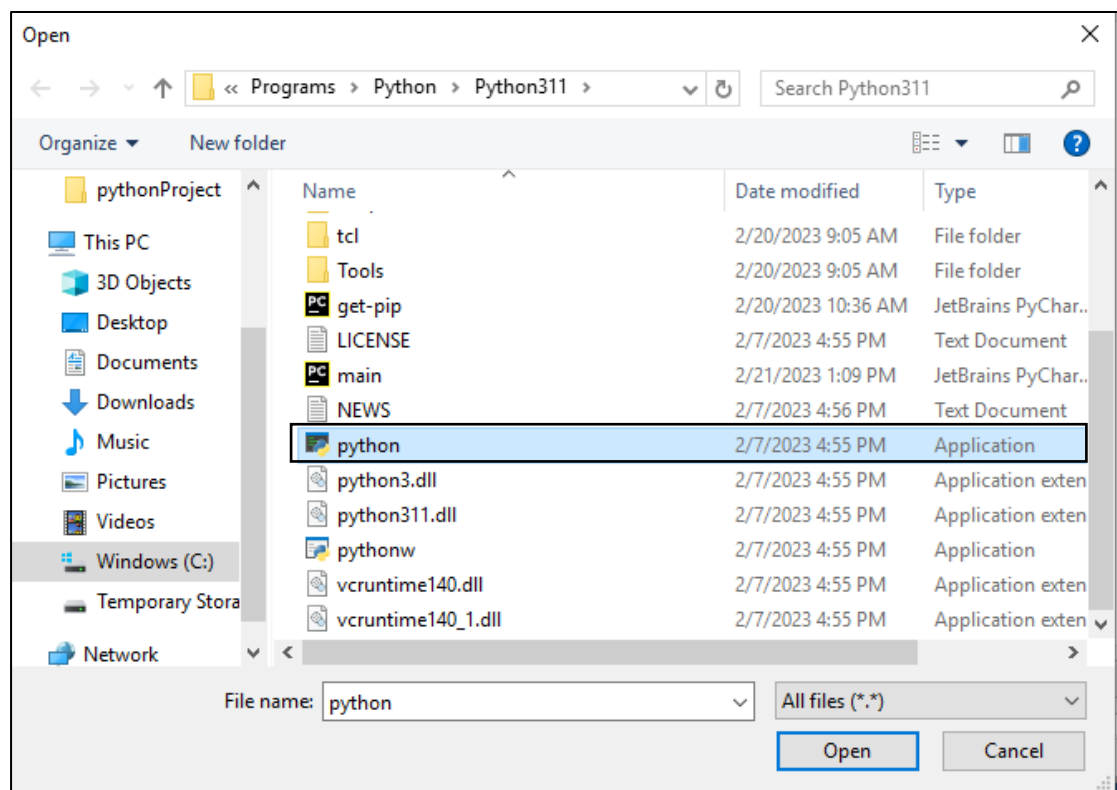 Open
« Programs > Python > Python311 >
Search Python311
Organize
New folder
pythonProject
This PC
3D Objects
Desktop
Documents
Downloads
Music
Pictures
Videos
Windows (C:)
Temporary Stora
Network
Name Date modified Type
tcl 2/20/2023 9:05 AM File folder
Tools 2/20/2023 9:05 AM File folder
PC get-pip 2/20/2023 10:36 AM JetBrains PyChar..
LICENSE 2/7/2023 4:55 PM Text Document
PC main 2/21/2023 1:09 PM JetBrains PyChar..
NEWS 2/7/2023 4:56 PM Text Document
python 2/7/2023 4:55 PM Application
python3.dll 2/7/2023 4:55 PM Application exten
python311.dll 2/7/2023 4:55 PM Application exten
pythonw 2/7/2023 4:55 PM Application
vcruntime140.dll 2/7/2023 4:55 PM Application exten
vcruntime140_1.dll 2/7/2023 4:55 PM Application exten
File name: python All files (*.*)
Open Cancel